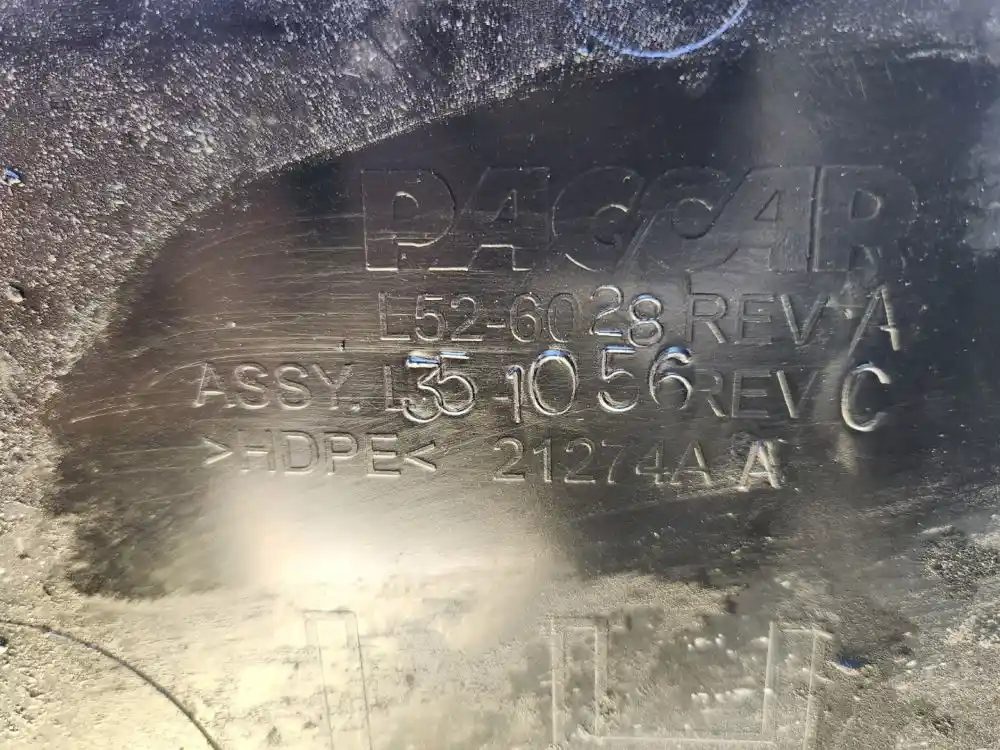 PACCAR
L52-6028 REV A
ASSY. L35-1056 REV C
>HDPE< 21274A A